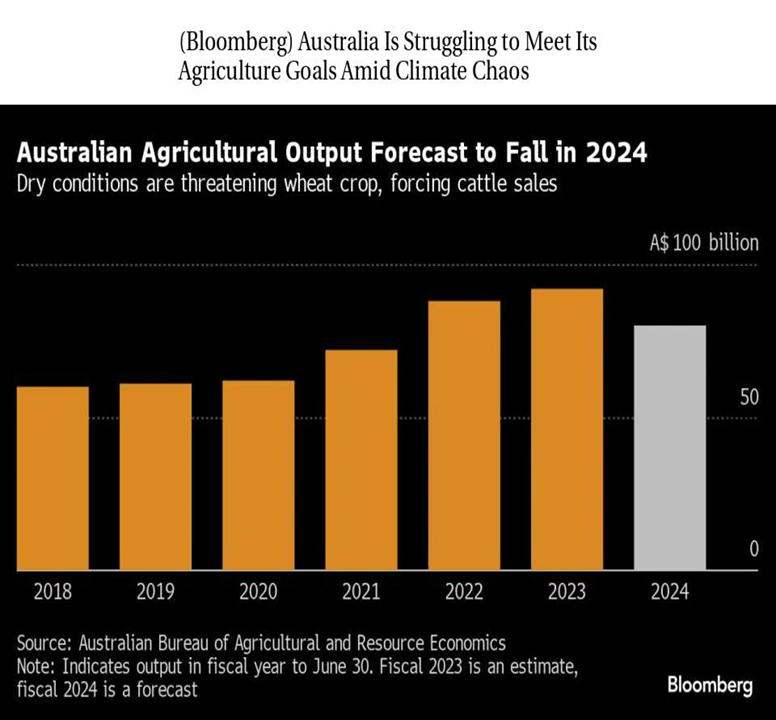 (Bloomberg) Australia Is Struggling to Meet Its
Agriculture Goals Amid Climate Chaos
Australian Agricultural Output Forecast to Fall in 2024
Dry conditions are threatening wheat crop, forcing cattle sales
A$ 100 billion
50
0
2018 2019 2020 2021 2022 2023 2024
Source: Australian Bureau of Agricultural and Resource Economics
Note: Indicates output in fiscal year to June 30. Fiscal 2023 is an estimate,
fiscal 2024 is a forecast
Bloomberg